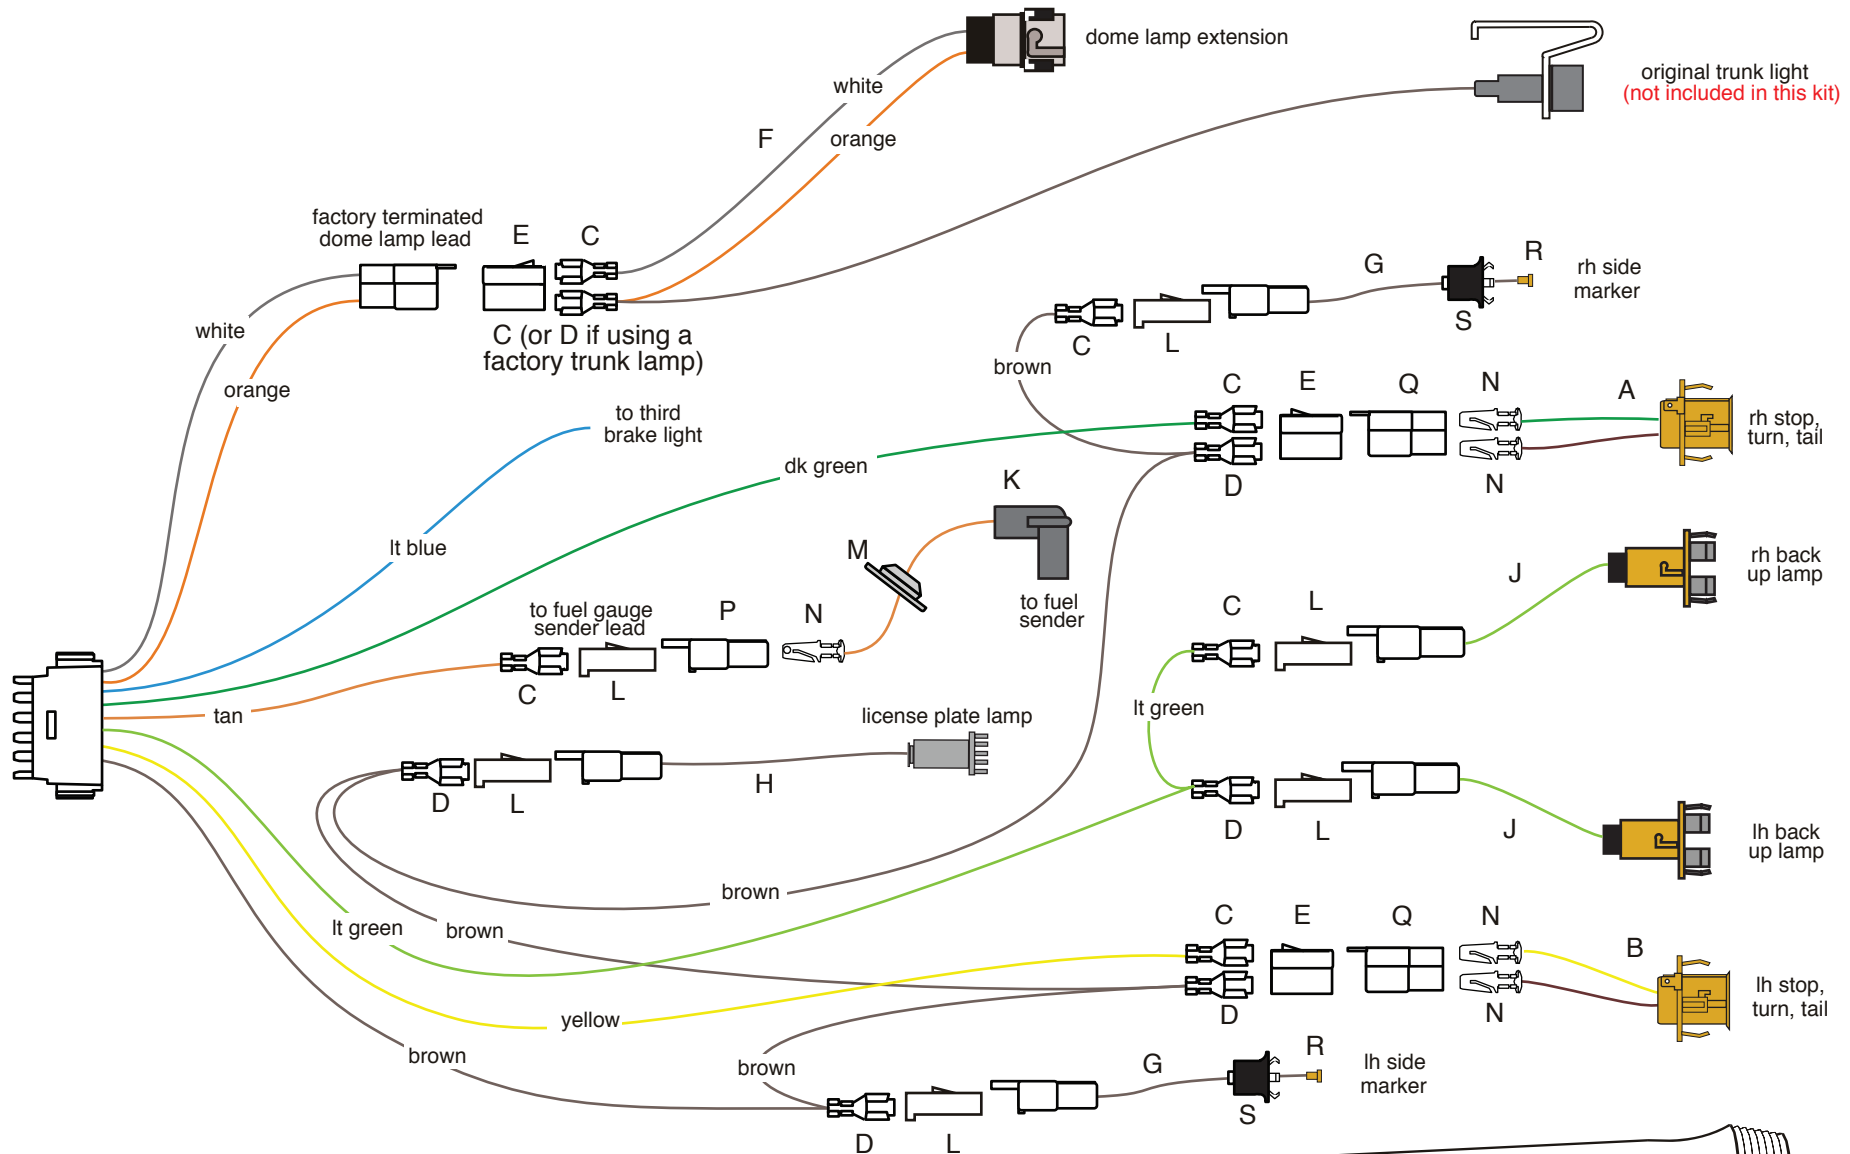 dome lamp extension
original trunk light
(not included in this kit)
white
F
orange
factory terminated
dome lamp lead
E
C
C (or D if using a
factory trunk lamp)
white
orange
G
R
rh side
marker
S
C
L
brown
to third
brake light
C
E
Q
N
A
rh stop,
turn, tail
D
N
dk green
K
lt blue
M
to fuel
sender
to fuel gauge
sender lead
P
N
C
L
J
rh back
up lamp
C
L
tan
lt green
license plate lamp
D
L
H
D
L
J
lh back
up lamp
brown
lt green
brown
C
E
Q
N
B
lh stop,
turn, tail
D
N
yellow
brown
brown
G
R
lh side
marker
S
D
L